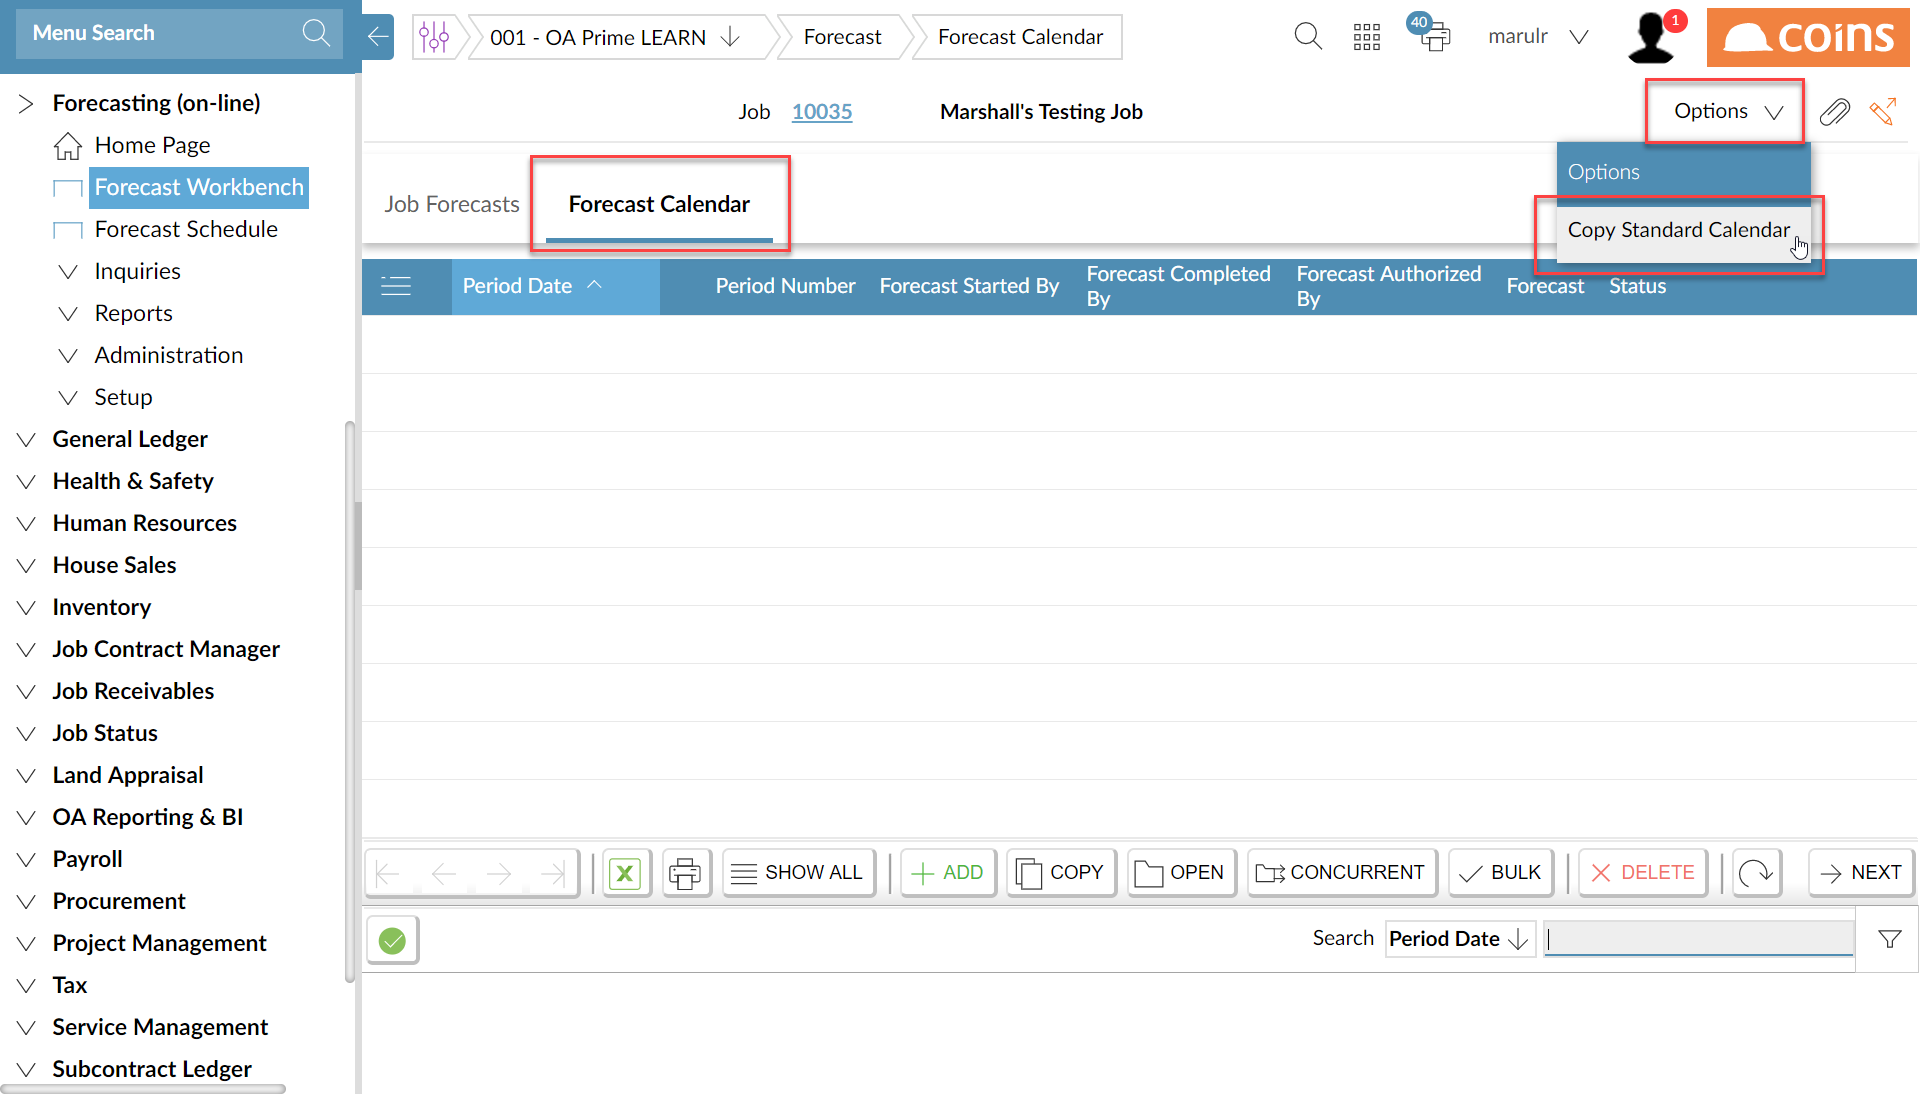 Menu Search
001 - OA Prime LEARN
Forecast
Forecast Calendar
40
marulr
1
coins
Forecasting (on-line)
Home Page
Forecast Workbench
Forecast Schedule
Inquiries
Reports
Administration
Setup
General Ledger
Health & Safety
Human Resources
House Sales
Inventory
Job Contract Manager
Job Receivables
Job Status
Land Appraisal
OA Reporting & BI
Payroll
Procurement
Project Management
Tax
Service Management
Subcontract Ledger
Job 10035 Marshall's Testing Job
Options
Options
Copy Standard Calendar
Job Forecasts
Forecast Calendar
Period Date
Period Number
Forecast Started By
Forecast Completed
By
Forecast Authorized
By
Forecast
Status
X
SHOW ALL
ADD
COPY
OPEN
CONCURRENT
BULK
DELETE
NEXT
Search Period Date